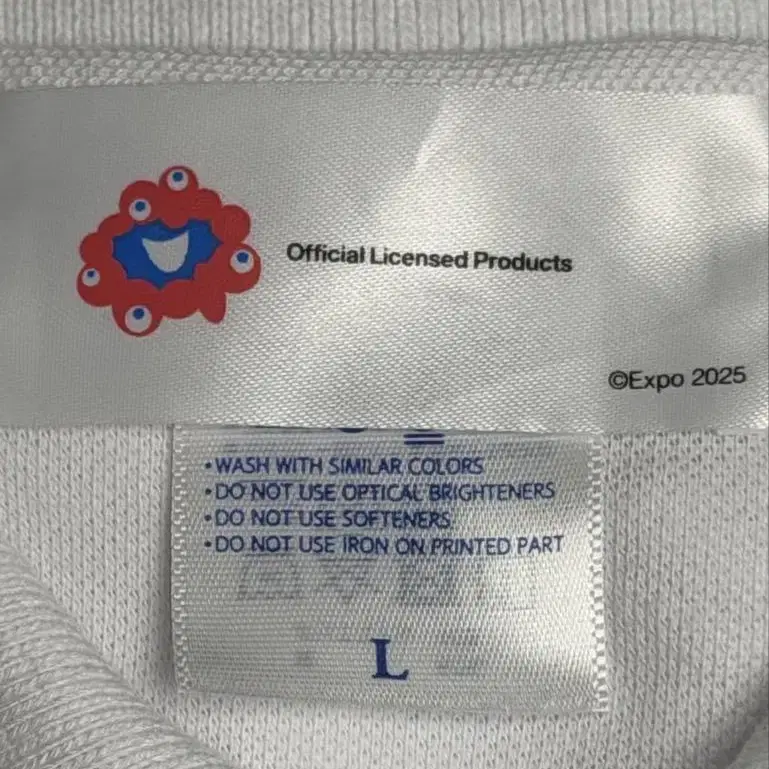 Official Licensed Products
©Expo 2025
•WASH WITH SIMILAR COLORS
•DO NOT USE OPTICAL BRIGHTENERS
•DO NOT USE SOFTENERS
•DO NOT USE IRON ON PRINTED PART
L